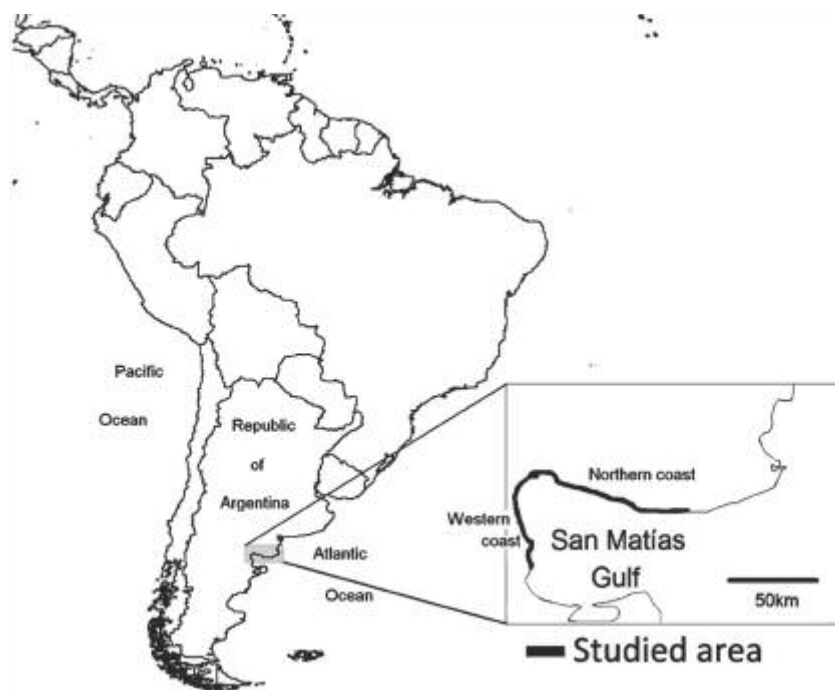 Pacific
Ocean
Republic
of
Argentina
Atlantic
Ocean
Northern coast
Western
coast
San Matías
Gulf
50km
Studied area